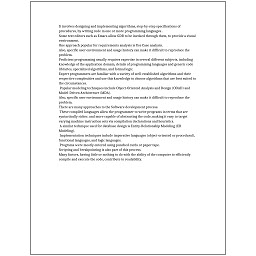 It involves designing and implementing algorithms, step-by-step specifications of
procedures, by writing code in one or more programming languages.
Some text editors such as Emacs allow GDB to be invoked through them, to provide a visual
environment.
One approach popular for requirements analysis is Use Case analysis.
Also, specific user environment and usage history can make it difficult to reproduce the
problem.
Proficient programming usually requires expertise in several different subjects, including
knowledge of the application domain, details of programming languages and generic code
libraries, specialized algorithms, and formal logic.
Expert programmers are familiar with a variety of well-established algorithms and their
respective complexities and use this knowledge to choose algorithms that are best suited to
the circumstances.
Popular modeling techniques include Object-Oriented Analysis and Design (OOAD) and
Model-Driven Architecture (MDA).
Also, specific user environment and usage history can make it difficult to reproduce the
problem.
There are many approaches to the Software development process.
These compiled languages allow the programmer to write programs in terms that are
syntactically richer, and more capable of abstracting the code, making it easy to target
varying machine instruction sets via compilation declarations and heuristics.
A similar technique used for database design is Entity-Relationship Modeling (ER
Modeling).
Implementation techniques include imperative languages (object-oriented or procedural),
functional languages, and logic languages.
Programs were mostly entered using punched cards or paper tape.
Scripting and breakpointing is also part of this process.
Many factors, having little or nothing to do with the ability of the computer to efficiently
compile and execute the code, contribute to readability.